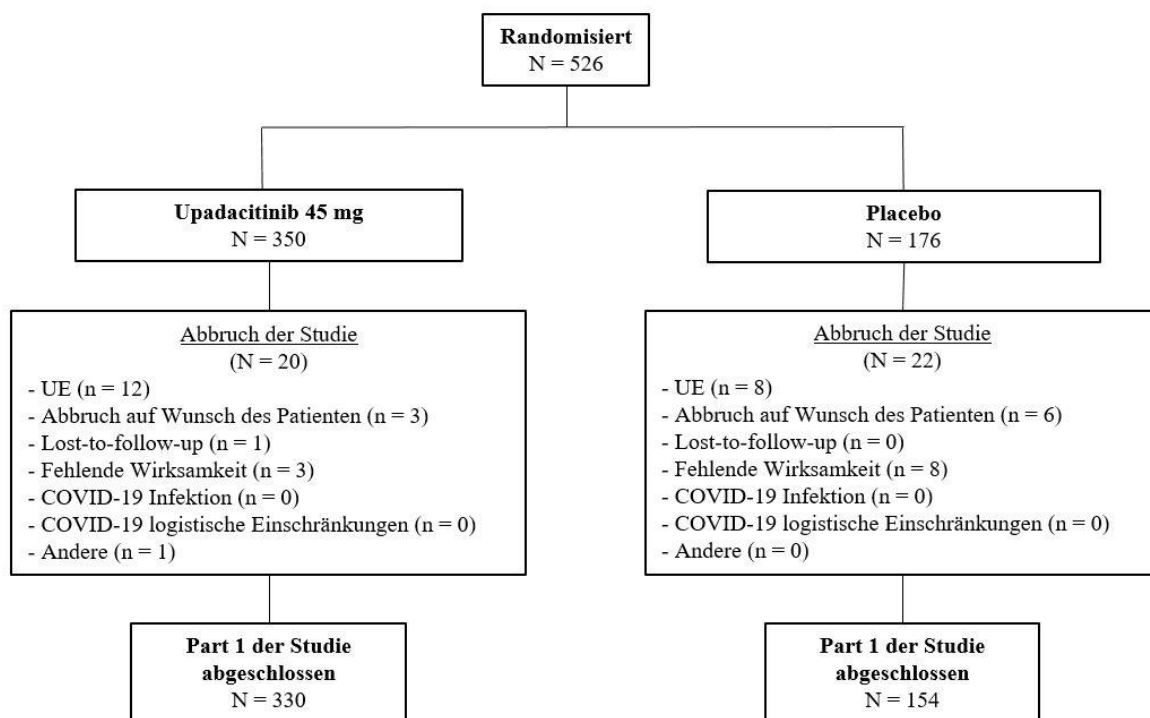 Randomisiert
N = 526
Upadacitinib 45 mg
N = 350
Placebo
N = 176
Abbruch der Studie
(N = 20)
- UE (n = 12)
- Abbruch auf Wunsch des Patienten (n = 3)
- Lost-to-follow-up (n = 1)
- Fehlende Wirksamkeit (n = 3)
- COVID-19 Infektion (n = 0)
- COVID-19 logistische Einschränkungen (n = 0)
- Andere (n = 1)
Abbruch der Studie
(N = 22)
- UE (n = 8)
- Abbruch auf Wunsch des Patienten (n = 6)
- Lost-to-follow-up (n = 0)
- Fehlende Wirksamkeit (n = 8)
- COVID-19 Infektion (n = 0)
- COVID-19 logistische Einschränkungen (n = 0)
- Andere (n = 0)
Part 1 der Studie
abgeschlossen
N = 330
Part 1 der Studie
abgeschlossen
N = 154